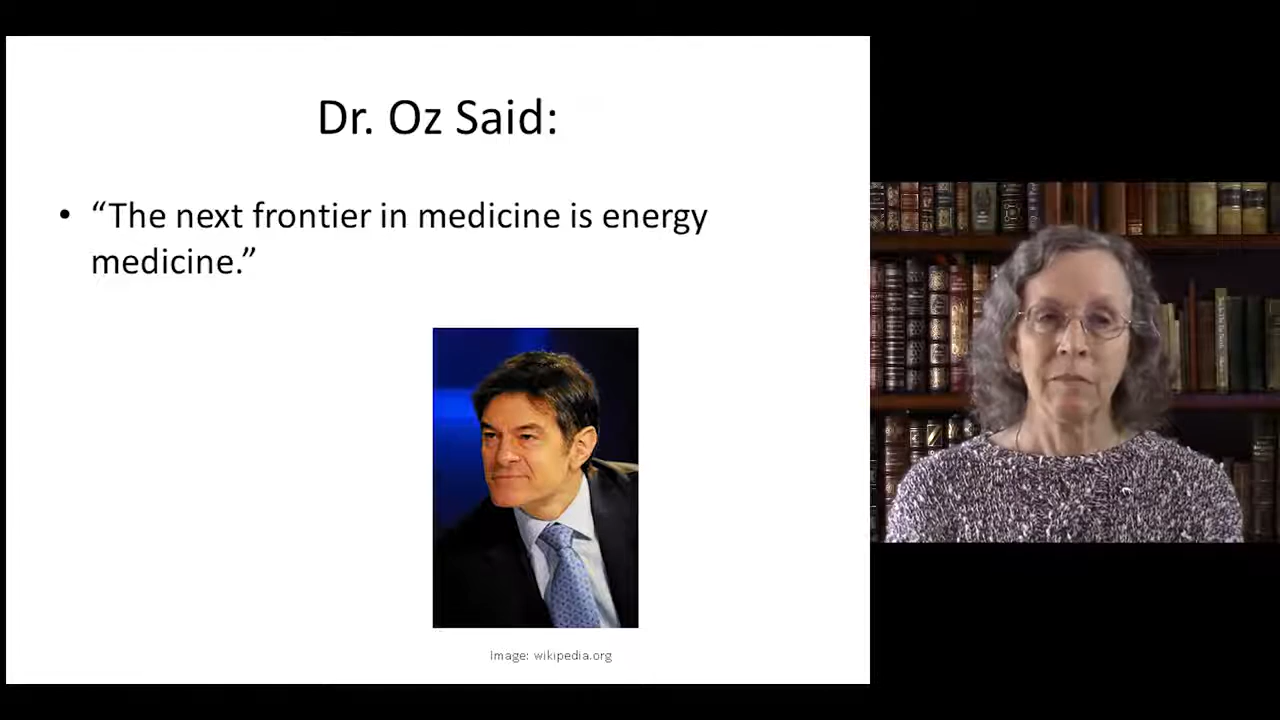 Dr. Oz Said:
• “The next frontier in medicine is energy
medicine.”
Image: wikipedia.org